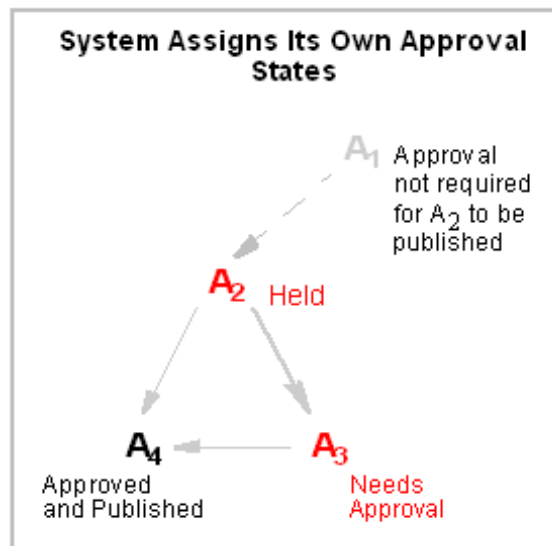 System Assigns Its Own Approval
States
A1 Approval
not required
for A2 to be
published
A2 Held
A4
Approved
and Published
A3
Needs
Approval